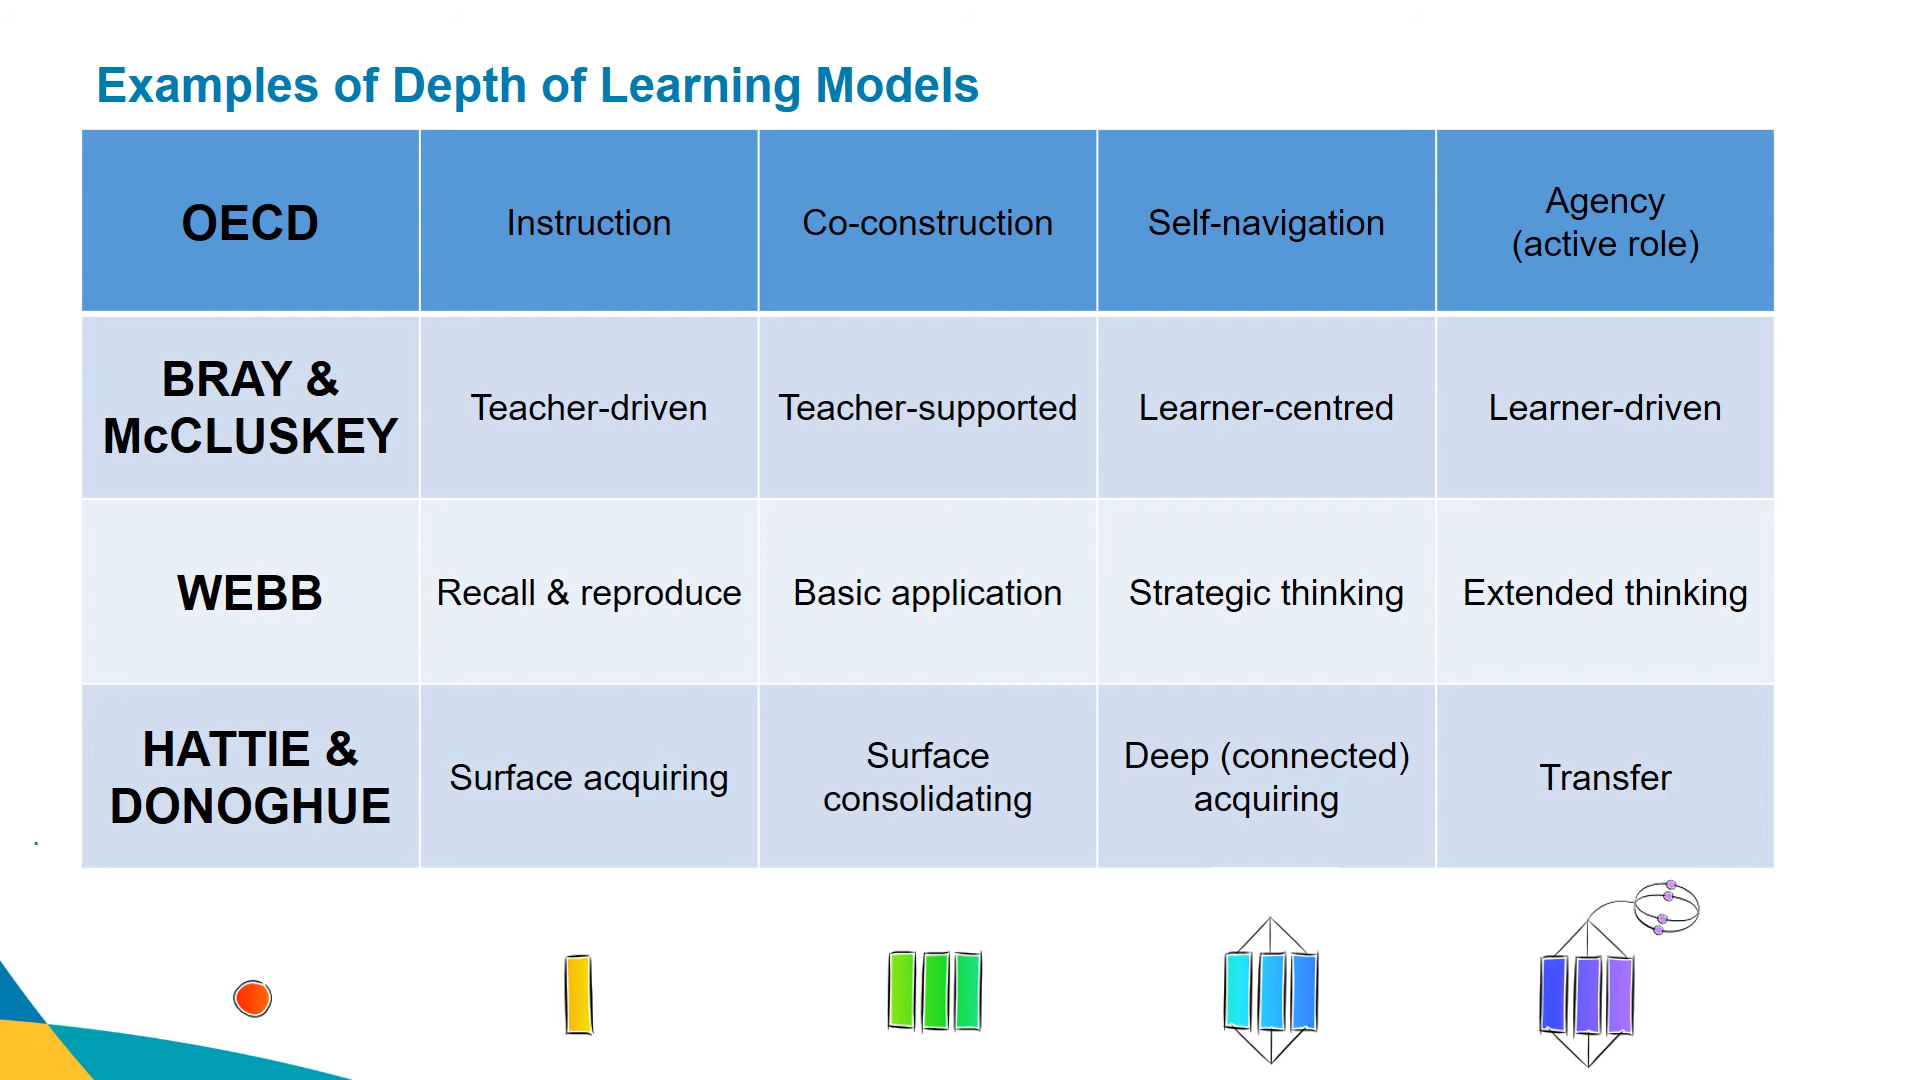 Examples of Depth of Learning Models
OECD
Instruction
Co-construction
Self-navigation
Agency
(active role)
BRAY &
McCLUSKEY
Teacher-driven
Teacher-supported
Learner-centred
Learner-driven
WEBB
Recall & reproduce
Basic application
Strategic thinking
Extended thinking
HATTIE &
DONOGHUE
Surface acquiring
Surface
consolidating
Deep (connected)
acquiring
Transfer